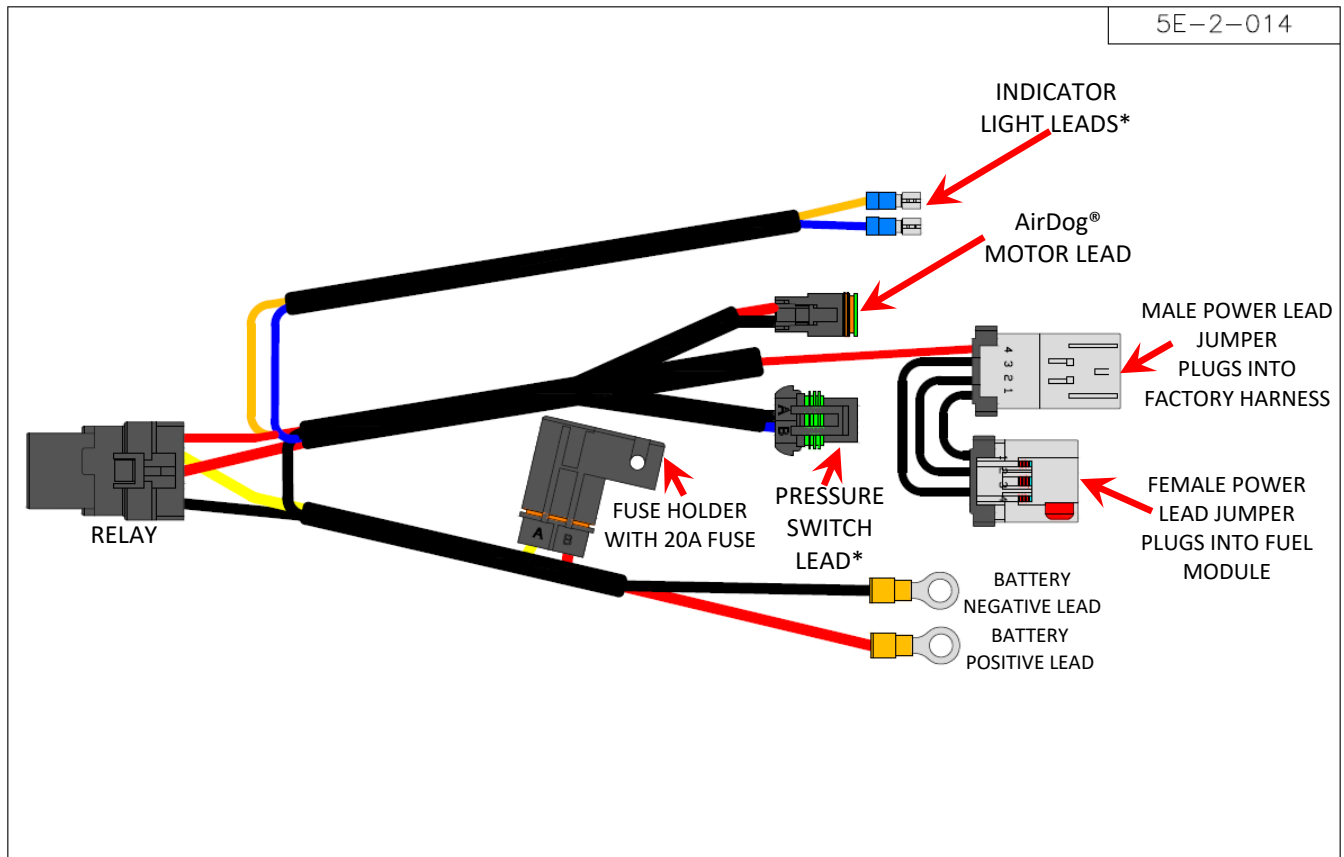 5E-2-014
INDICATOR
LIGHT LEADS*
AirDog®
MOTOR LEAD
MALE POWER LEAD
JUMPER
PLUGS INTO
FACTORY HARNESS
4 3 2 1
A
B
RELAY
FUSE HOLDER
WITH 20A FUSE
A B
PRESSURE
SWITCH
LEAD*
FEMALE POWER
LEAD JUMPER
PLUGS INTO FUEL
MODULE
BATTERY
NEGATIVE LEAD
BATTERY
POSITIVE LEAD